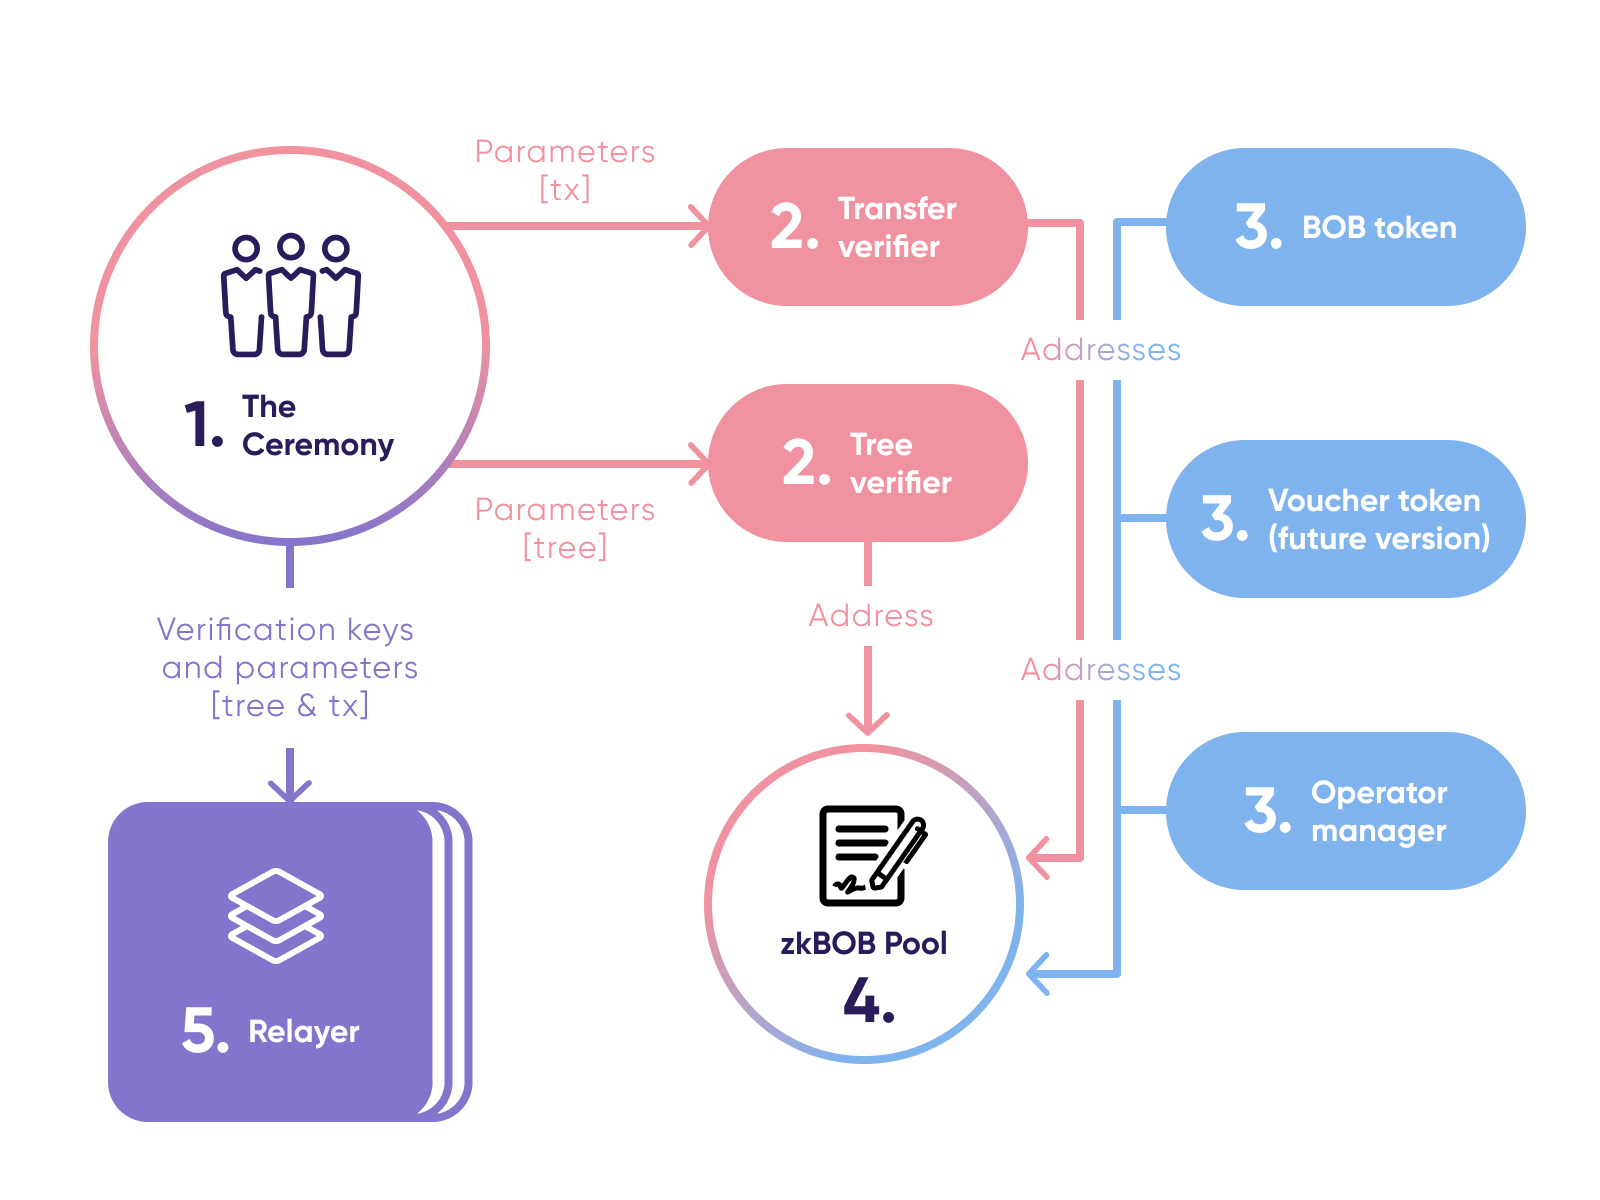 Parameters
[tx]
2. Transfer
verifier
3. BOB token
Addresses
1. The
Ceremony
2. Tree
verifier
Parameters
[tree]
3. Voucher token
(future version)
Address
Verification keys
and parameters
[tree & tx]
Addresses
3. Operator
manager
zkBOB Pool
4.
5. Relayer